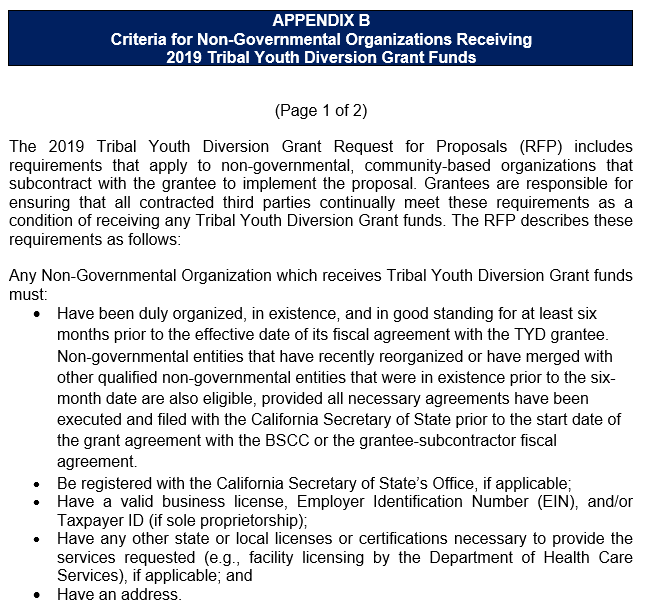 APPENDIX B
Criteria for Non-Governmental Organizations Receiving
2019 Tribal Youth Diversion Grant Funds
(Page 1 of 2)
The 2019 Tribal Youth Diversion Grant Request for Proposals (RFP) includes
requirements that apply to non-governmental, community-based organizations that
subcontract with the grantee to implement the proposal. Grantees are responsible for
ensuring that all contracted third parties continually meet these requirements as a
condition of receiving any Tribal Youth Diversion Grant funds. The RFP describes these
requirements as follows:
Any Non-Governmental Organization which receives Tribal Youth Diversion Grant funds
must:
• Have been duly organized, in existence, and in good standing for at least six
months prior to the effective date of its fiscal agreement with the TYD grantee.
Non-governmental entities that have recently reorganized or have merged with
other qualified non-governmental entities that were in existence prior to the six-
month date are also eligible, provided all necessary agreements have been
executed and filed with the California Secretary of State prior to the start date of
the grant agreement with the BSCC or the grantee-subcontractor fiscal
agreement.
• Be registered with the California Secretary of State's Office, if applicable;
• Have a valid business license, Employer Identification Number (EIN), and/or
Taxpayer ID (if sole proprietorship);
• Have any other state or local licenses or certifications necessary to provide the
services requested (e.g., facility licensing by the Department of Health Care
Services), if applicable; and
• Have an address.